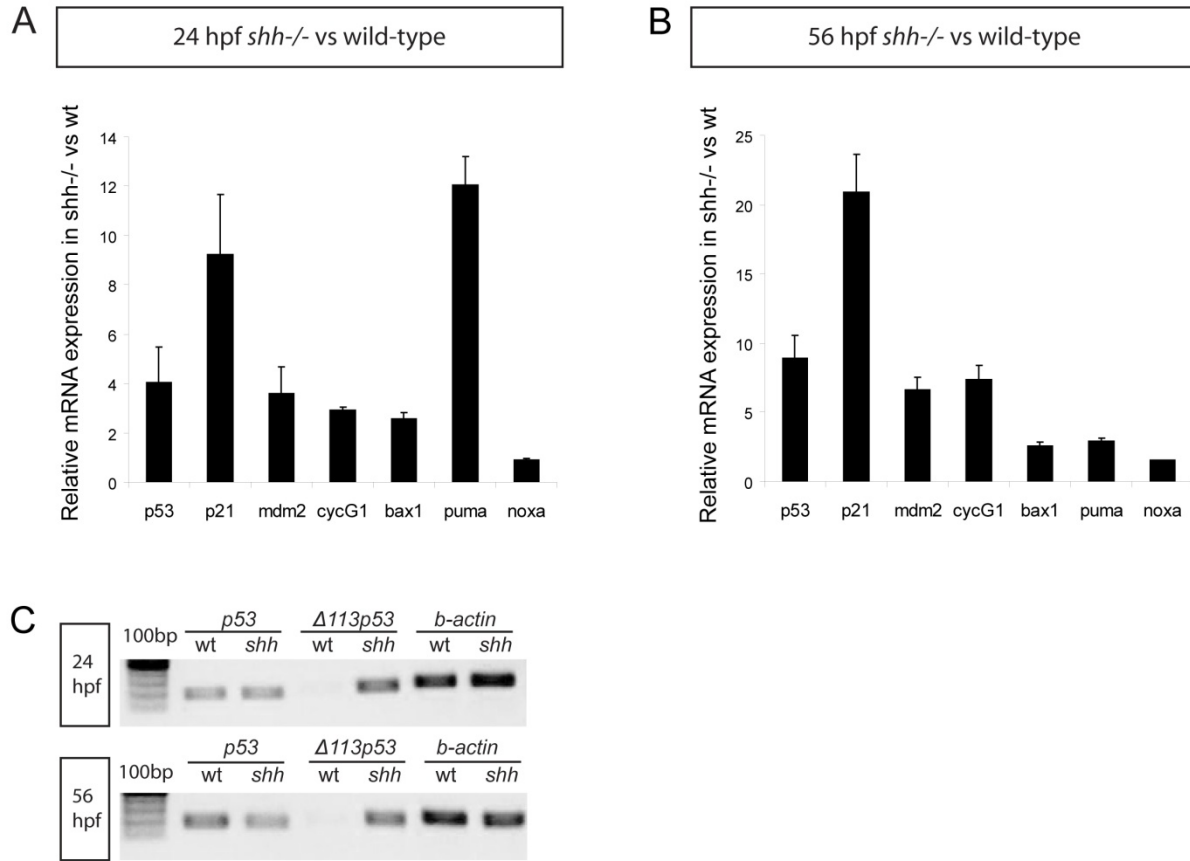 A
24 hpf shh-/- vs wild-type
Relative mRNA expression in shh-/- vs wt
14
12
10
8
6
4
2
0
p53 p21 mdm2 cycG1 bax1 puma noxa
B
56 hpf shh-/- vs wild-type
Relative mRNA expression in shh-/- vs wt
25
20
15
10
5
0
p53 p21 mdm2 cycG1 bax1 puma noxa
C
24
hpf
100bp
p53 Δ113p53 b-actin
wt shh wt shh wt shh
56
hpf
100bp
p53 Δ113p53 b-actin
wt shh wt shh wt shh